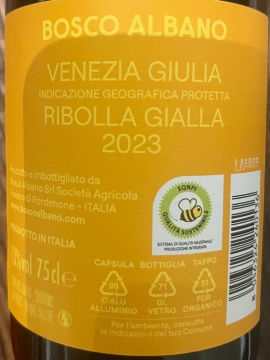 BOSCO ALBANO
VENEZIA GIULIA
INDICAZIONE GEOGRAFICA PROTETTA
RIBOLLA GIALLA
2023
Prodotto e imbottigliato da
Bosco Albano Srl Società Agricola
di Pordenone - ITALIA
www.boscoalbano.com
PRODOTTO IN ITALIA
vol 75cl e
SQNPI
QUALITÀ SOSTENIBILE
SISTEMA DI QUALITÀ NAZIONALE
PRODUZIONE INTEGRATA
CAPSULA BOTTIGLIA TAPPO
90 71 51
C/ALU GL FOR
ALLUMINIO VETRO ORGANICO
Per l'ambiente, consulta
le indicazioni del tuo Comune